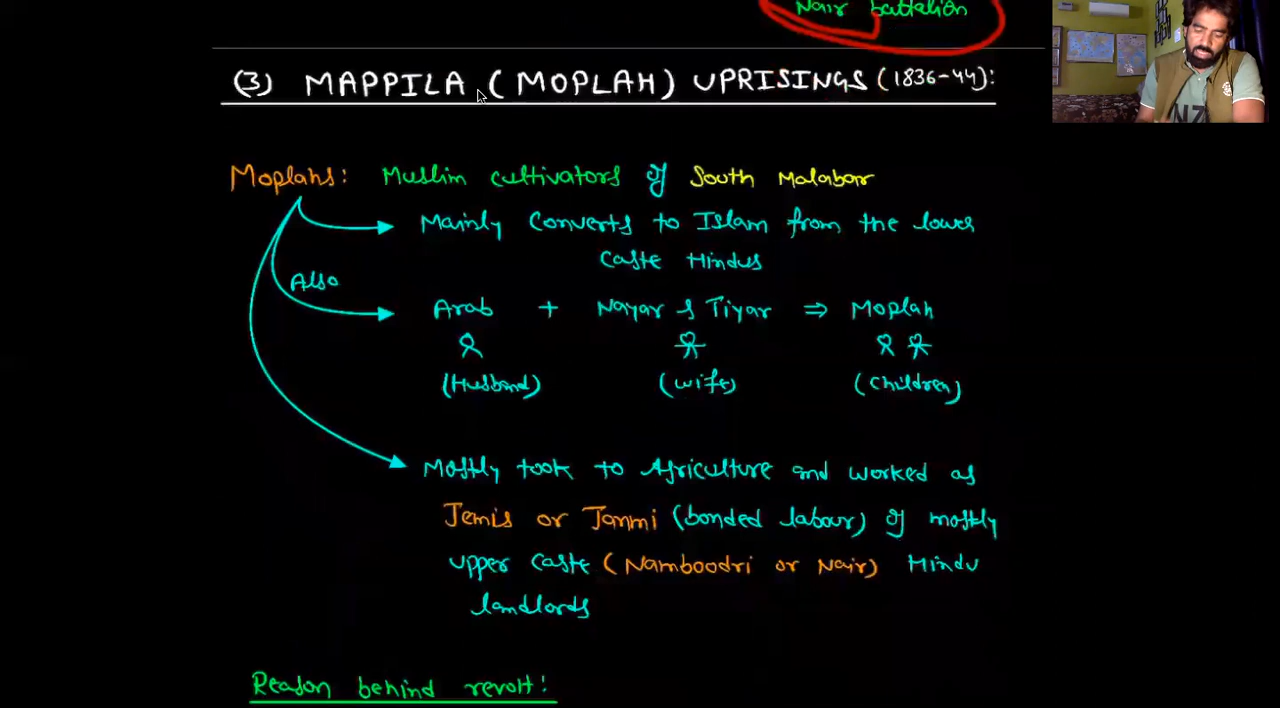 Nair battalion
(3) MAPPILA (MOPLAH) UPRISINGS (1836-44):
Moplahs: Muslim cultivators of South Malabar
Mainly converts to Islam from the lower
caste Hindus
Also
Arab + Nayar & Tiyar ⇒ Moplah
(Husband) (wife) (children)
Mostly took to Agriculture and worked as
Jemis or Janmi (bonded labour) of mostly
upper caste (Namboodri or Nair) Hindu
landlords
Reason behind revolt:
NZ